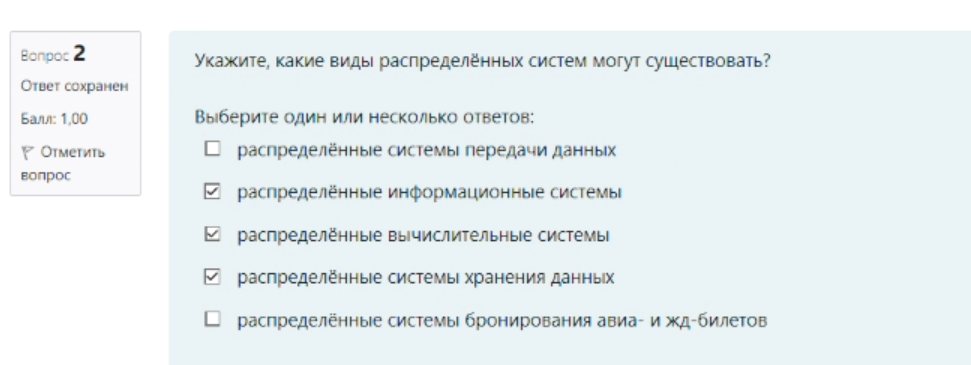 Вопрос 2
Ответ сохранен
Балл: 1,00
Отметить
вопрос
Укажите, какие виды распределённых систем могут существовать?
Выберите один или несколько ответов:
распределённые системы передачи данных
распределённые информационные системы
распределённые вычислительные системы
распределённые системы хранения данных
распределённые системы бронирования авиа- и жд-билетов